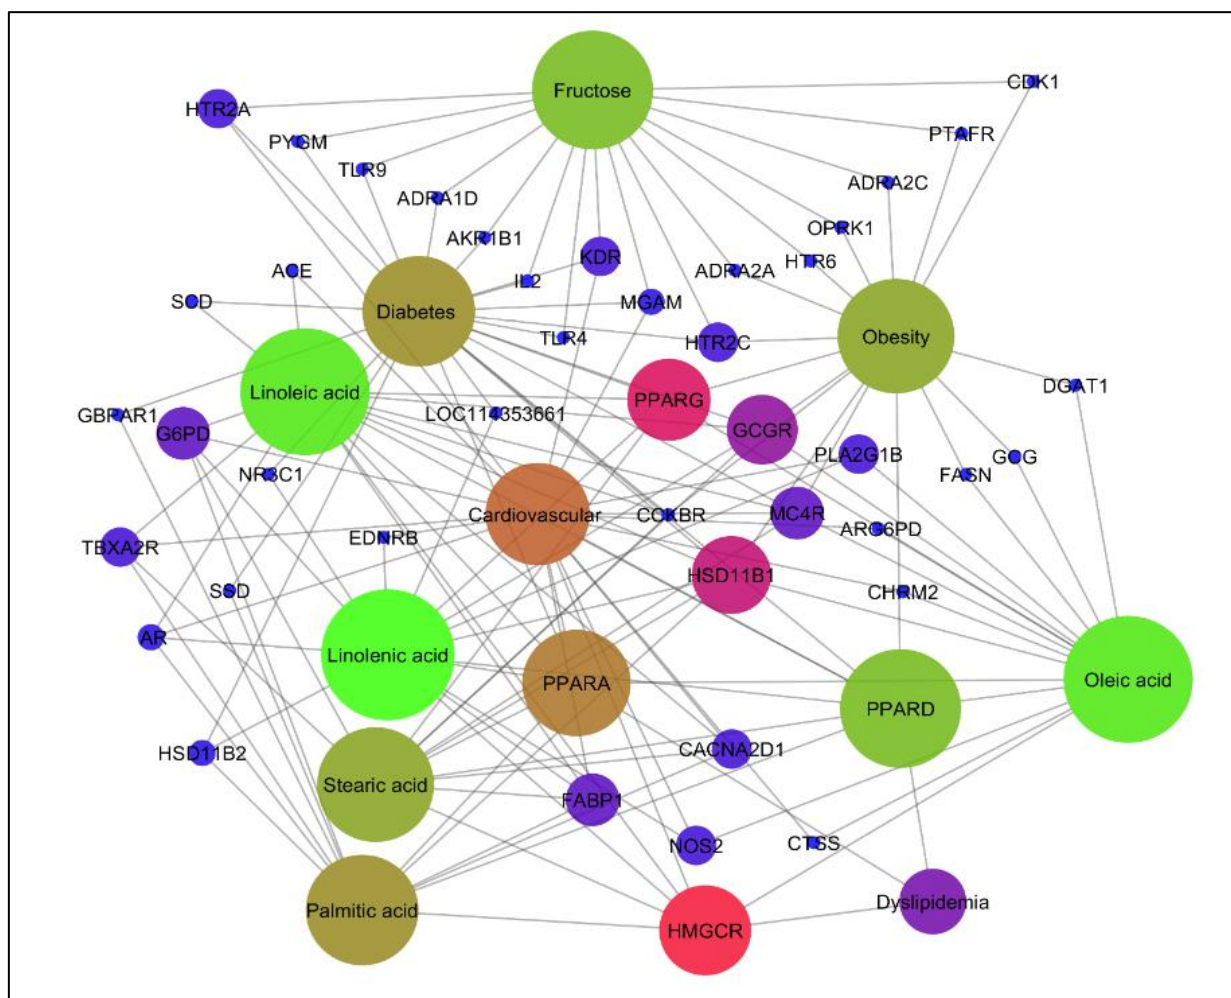 Fructose
CDK1
HTR2A
PTAFR
PYGM
TLR9
ADRA2C
ADRA1D
OPRK1
AKR1B1
KDR
HTR6
ACE
IL2
ADRA2A
SCD
MGAM
Diabetes
TLR4
HTR2C
Obesity
DGAT1
Linoleic acid
PPARG
GBPAR1
LOC114353661
G6PD
GCGR
PLA2G1B
GCG
NR3C1
FASN
Cardiovascular
CCKBR
MC4R
ARG6PD
TBXA2R
EDNRB
HSD11B1
SSD
CHRM2
AR
Linolenic acid
PPARA
Oleic acid
PPARD
HSD11B2
CACNA2D1
Stearic acid
FABP1
NOS2
CTSS
Dyslipidemia
Palmitic acid
HMGCR